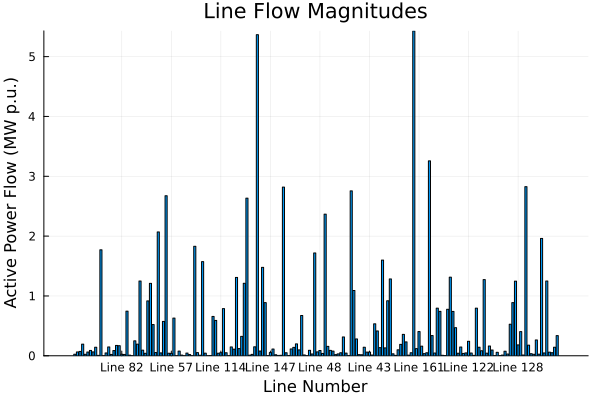 Line Flow Magnitudes
Active Power Flow (MW p.u.)
5
4
3
2
1
0
Line 82 Line 57 Line 114 Line 147 Line 48 Line 43 Line 161 Line 122 Line 128
Line Number